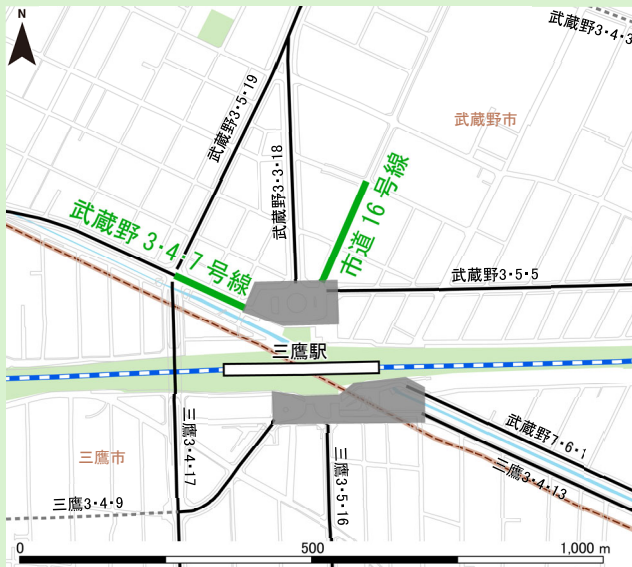 N
武蔵野3・4・3
武蔵野3・5・19
武蔵野市
武蔵野3・3・18
市道16号線
武蔵野3・4・7号線
武蔵野3・5・5
三鷹駅
三鷹3・4・17
武蔵野7・6・1
三鷹市
三鷹3・5・16
三鷹3・4・13
三鷹3・4・9
0
500
1,000 m